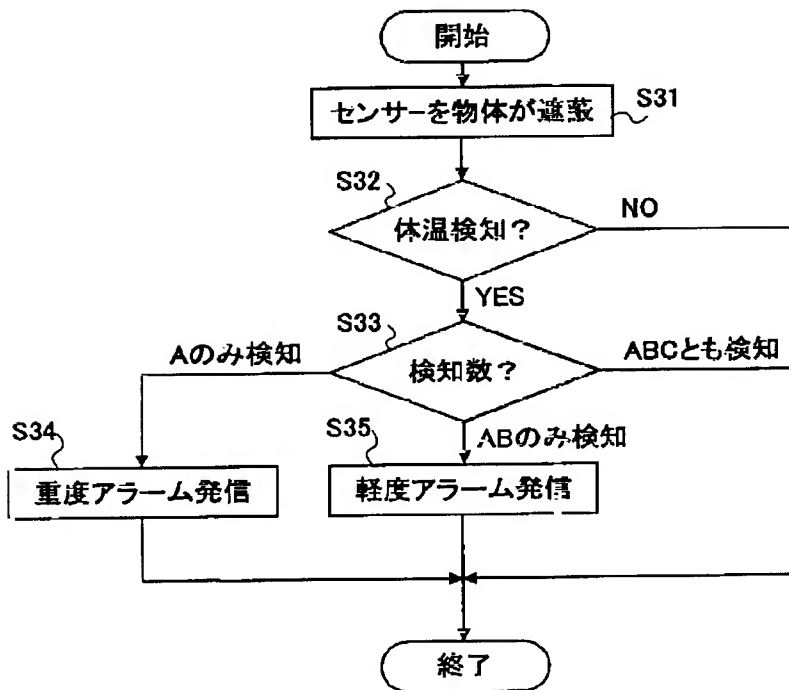 開始
センサーを物体が遮蔽
S31
S32
体温検知？
NO
YES
S33
検知数？
Aのみ検知
ABCとも検知
ABのみ検知
S34
重度アラーム発信
S35
軽度アラーム発信
終了